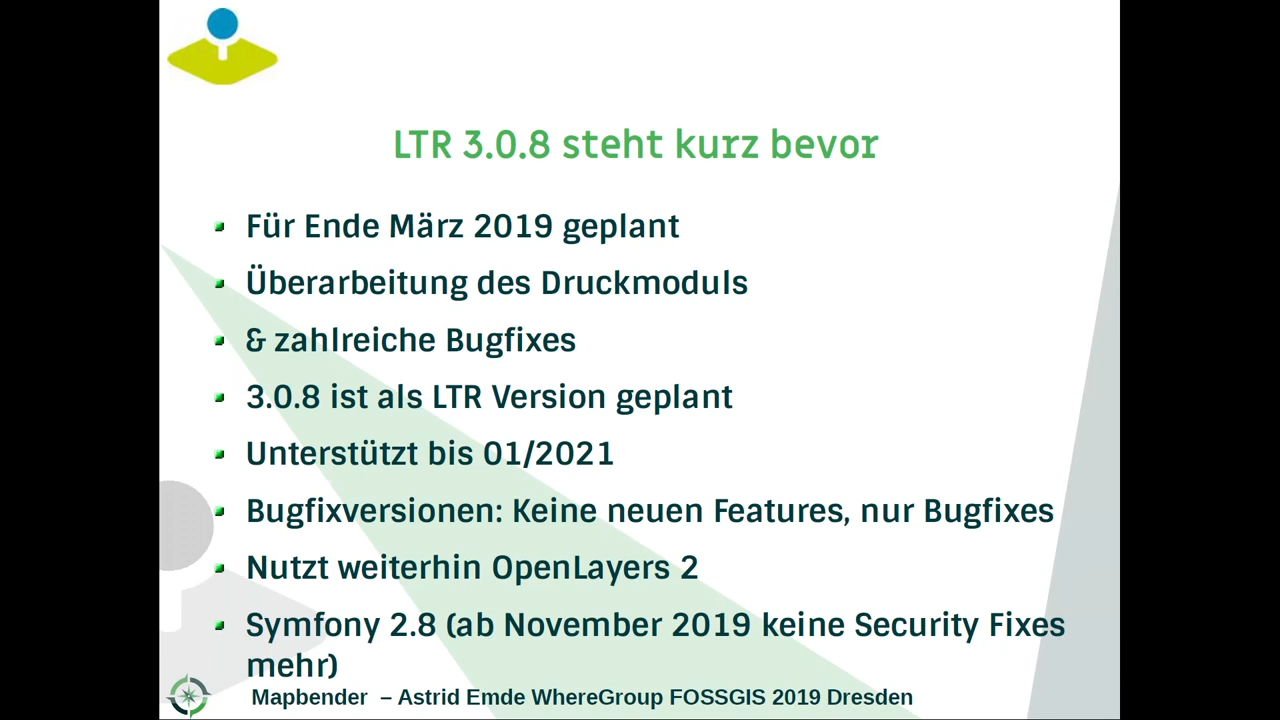 LTR 3.0.8 steht kurz bevor
Für Ende März 2019 geplant
Überarbeitung des Druckmoduls
& zahlreiche Bugfixes
3.0.8 ist als LTR Version geplant
Unterstützt bis 01/2021
Bugfixversionen: Keine neuen Features, nur Bugfixes
Nutzt weiterhin OpenLayers 2
Symfony 2.8 (ab November 2019 keine Security Fixes
mehr)
Mapbender – Astrid Emde WhereGroup FOSSGIS 2019 Dresden